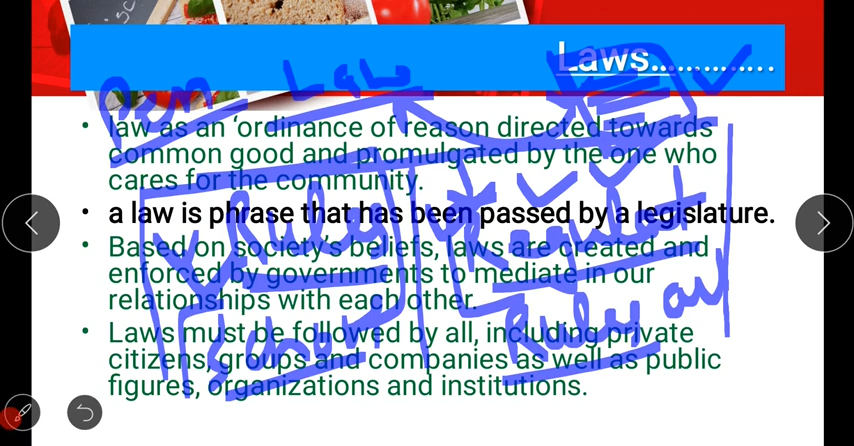 Laws............
Pen Law
• law as an ‘ordinance of reason directed towards
common good and promulgated by the one who
cares for the community.
• a law is phrase that has been passed by a legislature.
• Based on society’s beliefs, laws are created and
enforced by governments to mediate in our
relationships with each other.
• Laws must be followed by all, including private
citizens, groups and companies as well as public
figures, organizations and institutions.
Rules